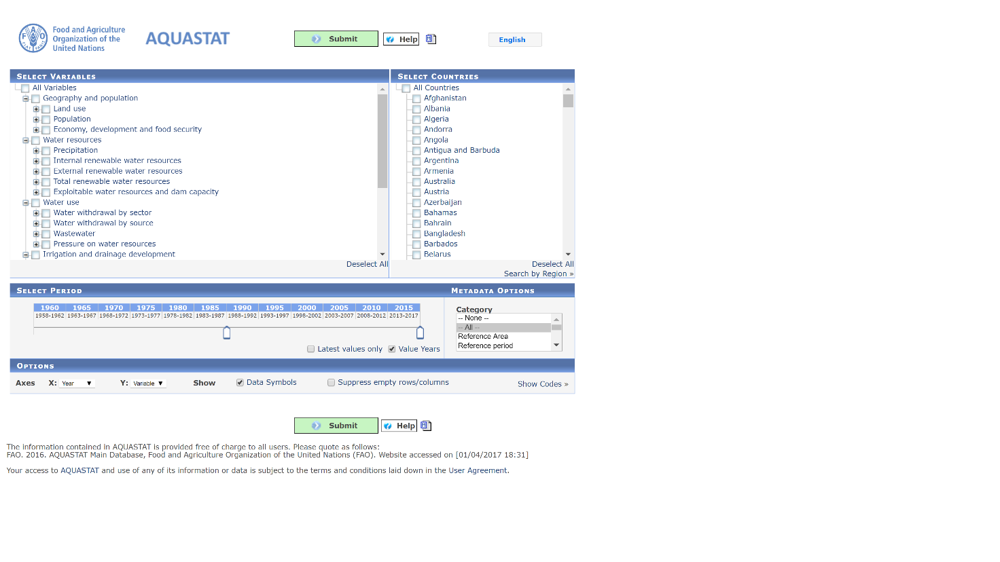 Food and Agriculture
Organization of the
United Nations
FAO
FIAT PANIS
AQUASTAT
Submit
Help
English
SELECT VARIABLES
All Variables
Geography and population
Land use
Population
Economy, development and food security
Water resources
Precipitation
Internal renewable water resources
External renewable water resources
Total renewable water resources
Exploitable water resources and dam capacity
Water use
Water withdrawal by sector
Water withdrawal by source
Wastewater
Pressure on water resources
Irrigation and drainage development
Deselect All
SELECT COUNTRIES
All Countries
Afghanistan
Albania
Algeria
Andorra
Angola
Antigua and Barbuda
Argentina
Armenia
Australia
Austria
Azerbaijan
Bahamas
Bahrain
Bangladesh
Barbados
Belarus
Deselect All
Search by Region »
SELECT PERIOD
1960 1965 1970 1975 1980 1985 1990 1995 2000 2005 2010 2015
1958-1962 1963-1967 1968-1972 1973-1977 1978-1982 1983-1987 1988-1992 1993-1997 1998-2002 2003-2007 2008-2012 2013-2017
Latest values only Value Years
METADATA OPTIONS
Category
-- None --
-- All --
Reference Area
Reference period
OPTIONS
Axes X: Year Y: Variable Show Data Symbols Suppress empty rows/columns Show Codes »
Submit
Help
The information contained in AQUASTAT is provided free of charge to all users. Please quote as follows:
FAO. 2016. AQUASTAT Main Database, Food and Agriculture Organization of the United Nations (FAO). Website accessed on [01/04/2017 18:31]
Your access to AQUASTAT and use of any of its information or data is subject to the terms and conditions laid down in the User Agreement.